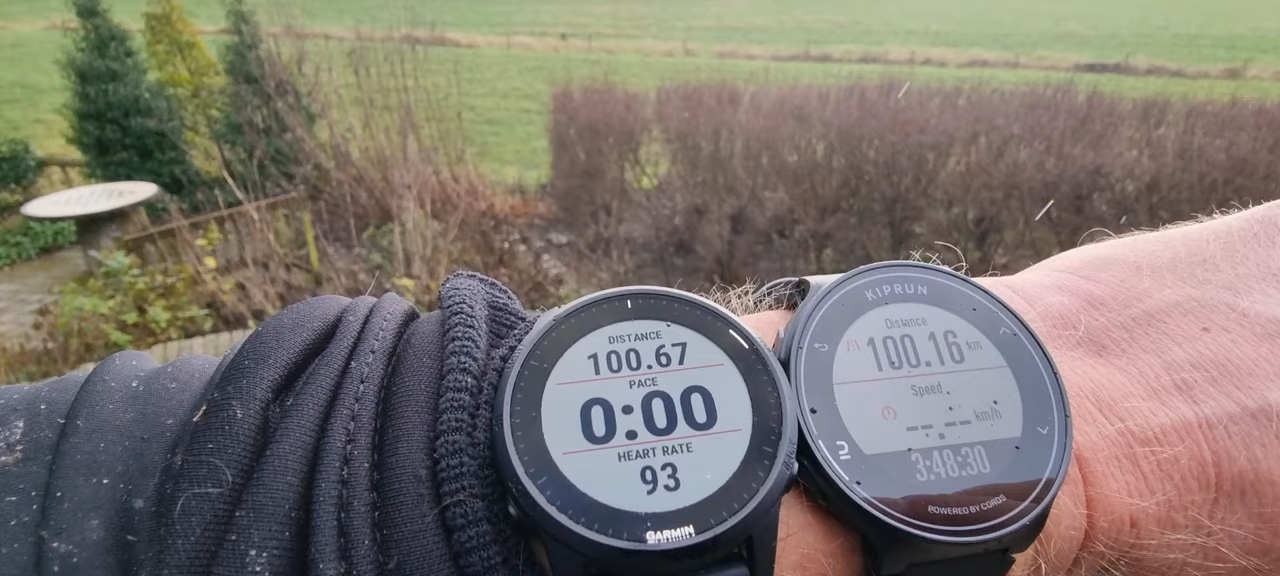 DISTANCE
100.67
PACE
0:00
HEART RATE
93
GARMIN
KIPRUN
Distance
100.16 km
Speed
--.-- km/h
3:48:30
POWERED BY COROS